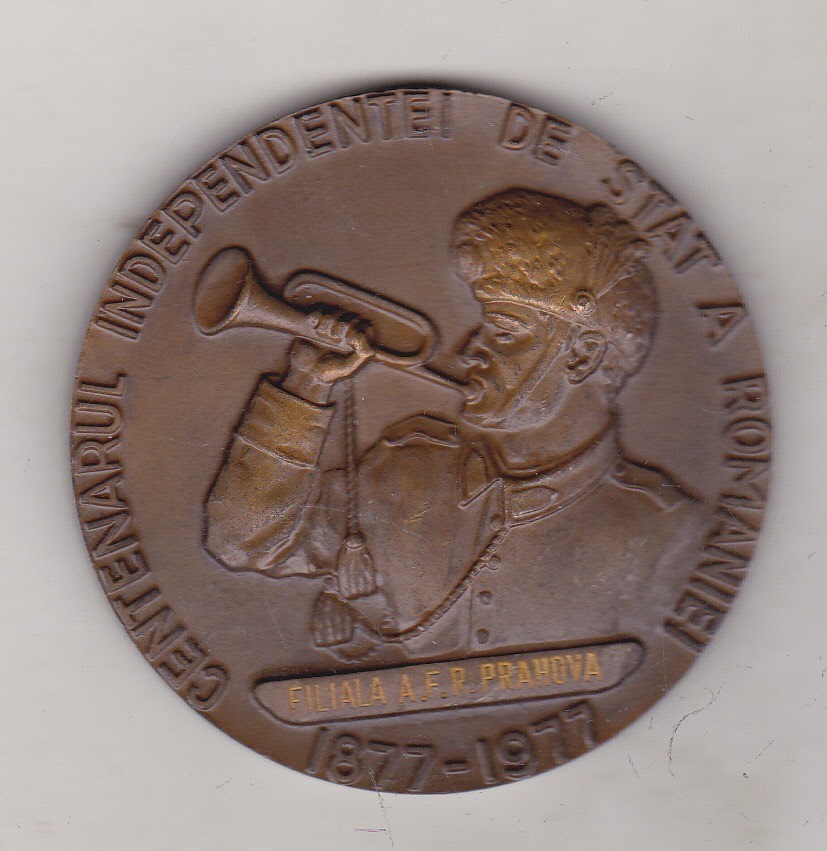 CENTENARUL INDEPENDENTEI DE STAT A ROMANIEI
FILIALA A.F.R. PRAHOVA
1877-1977